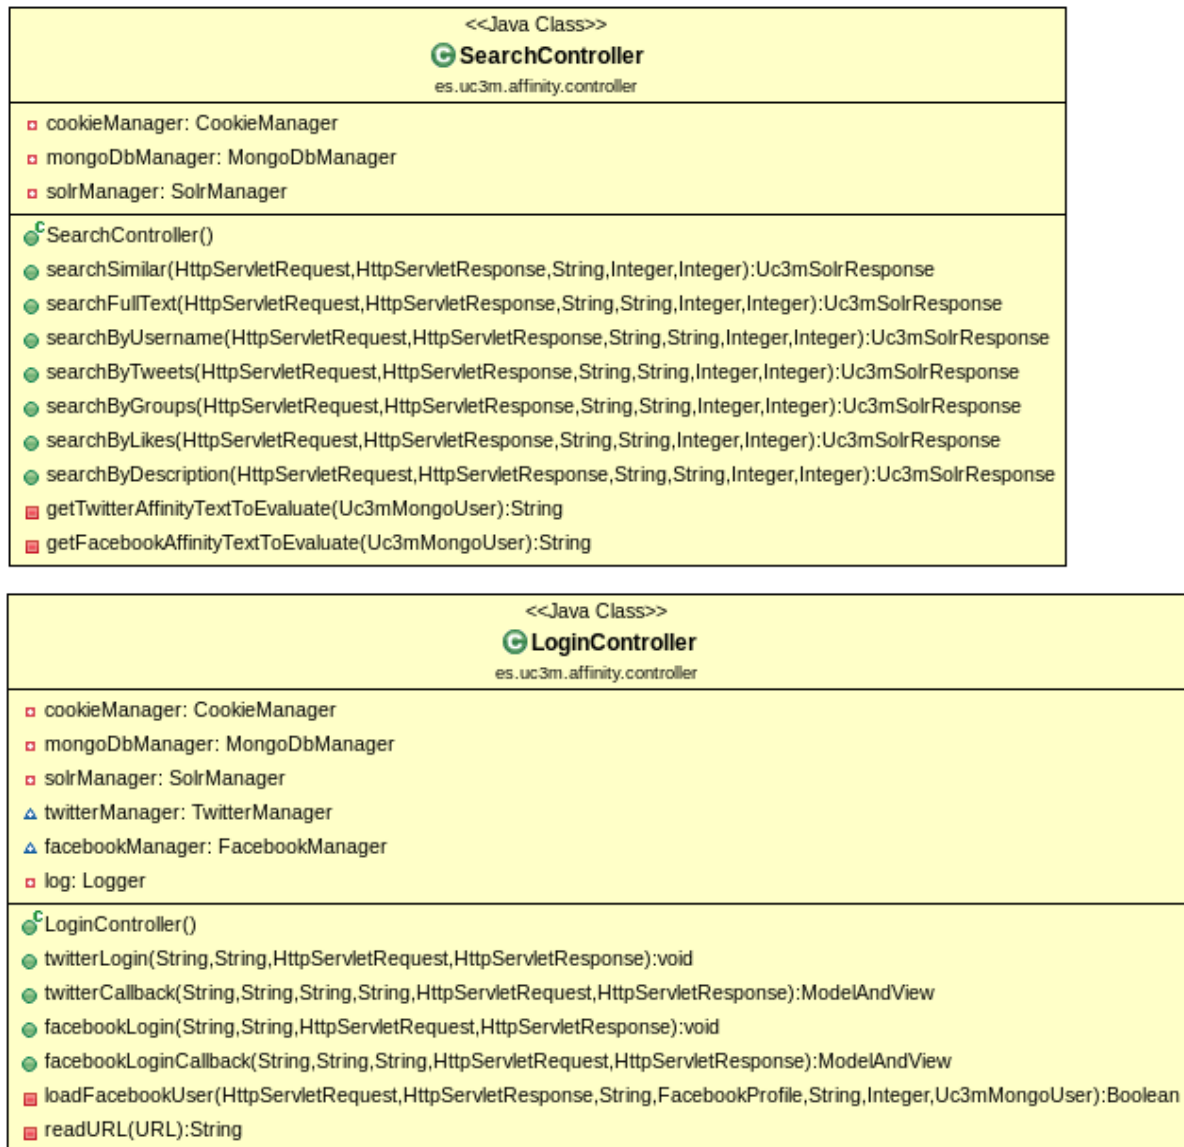 <<Java Class>>
C SearchController
es.uc3m.affinity.controller
cookieManager: CookieManager
mongoDbManager: MongoDbManager
solrManager: SolrManager
C SearchController()
searchSimilar(HttpServletRequest,HttpServletResponse,String,Integer,Integer):Uc3mSolrResponse
searchFullText(HttpServletRequest,HttpServletResponse,String,String,Integer,Integer):Uc3mSolrResponse
searchByUsername(HttpServletRequest,HttpServletResponse,String,String,Integer,Integer):Uc3mSolrResponse
searchByTweets(HttpServletRequest,HttpServletResponse,String,String,Integer,Integer):Uc3mSolrResponse
searchByGroups(HttpServletRequest,HttpServletResponse,String,String,Integer,Integer):Uc3mSolrResponse
searchByLikes(HttpServletRequest,HttpServletResponse,String,String,Integer,Integer):Uc3mSolrResponse
searchByDescription(HttpServletRequest,HttpServletResponse,String,String,Integer,Integer):Uc3mSolrResponse
getTwitterAffinityTextToEvaluate(Uc3mMongoUser):String
getFacebookAffinityTextToEvaluate(Uc3mMongoUser):String
<<Java Class>>
C LoginController
es.uc3m.affinity.controller
cookieManager: CookieManager
mongoDbManager: MongoDbManager
solrManager: SolrManager
twitterManager: TwitterManager
facebookManager: FacebookManager
log: Logger
C LoginController()
twitterLogin(String,String,HttpServletRequest,HttpServletResponse):void
twitterCallback(String,String,String,String,HttpServletRequest,HttpServletResponse):ModelAndView
facebookLogin(String,String,HttpServletRequest,HttpServletResponse):void
facebookLoginCallback(String,String,String,HttpServletRequest,HttpServletResponse):ModelAndView
loadFacebookUser(HttpServletRequest,HttpServletResponse,String,FacebookProfile,String,Integer,Uc3mMongoUser):Boolean
readURL(URL):String